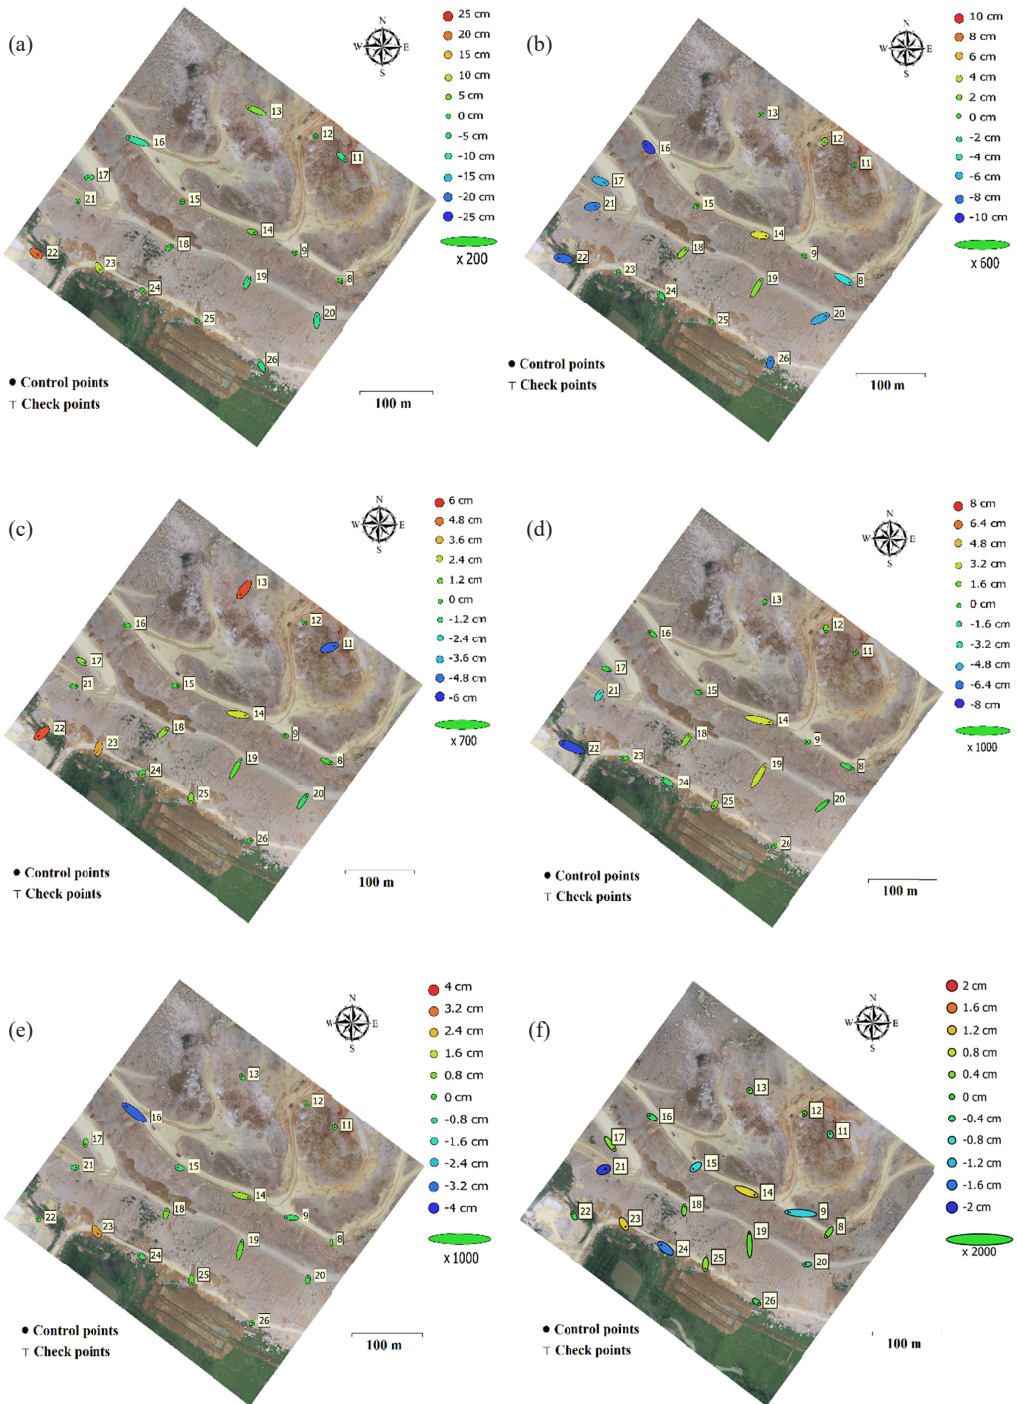 (a)
N
W E
S
25 cm
20 cm
15 cm
10 cm
5 cm
0 cm
-5 cm
-10 cm
-15 cm
-20 cm
-25 cm
x 200
13
12
11
16
17
21
15
14
18
9
22
23
24
19
8
20
25
26
● Control points
⊤ Check points
100 m
(b)
N
W E
S
10 cm
8 cm
6 cm
4 cm
2 cm
0 cm
-2 cm
-4 cm
-6 cm
-8 cm
-10 cm
x 600
13
12
11
16
17
21
15
14
18
9
22
23
24
19
8
20
25
26
● Control points
⊤ Check points
100 m
(c)
N
W E
S
6 cm
4.8 cm
3.6 cm
2.4 cm
1.2 cm
0 cm
-1.2 cm
-2.4 cm
-3.6 cm
-4.8 cm
-6 cm
x 700
13
12
11
16
17
21
15
14
18
9
22
23
24
19
8
20
25
26
● Control points
⊤ Check points
100 m
(d)
N
W E
S
8 cm
6.4 cm
4.8 cm
3.2 cm
1.6 cm
0 cm
-1.6 cm
-3.2 cm
-4.8 cm
-6.4 cm
-8 cm
x 1000
13
12
11
16
17
21
15
14
18
9
22
23
24
19
8
20
25
26
● Control points
⊤ Check points
100 m
(e)
N
W E
S
4 cm
3.2 cm
2.4 cm
1.6 cm
0.8 cm
0 cm
-0.8 cm
-1.6 cm
-2.4 cm
-3.2 cm
-4 cm
x 1000
13
12
11
16
17
21
15
14
18
9
22
23
24
19
8
20
25
26
● Control points
⊤ Check points
100 m
(f)
N
W E
S
2 cm
1.6 cm
1.2 cm
0.8 cm
0.4 cm
0 cm
-0.4 cm
-0.8 cm
-1.2 cm
-1.6 cm
-2 cm
x 2000
13
12
11
16
17
21
15
14
18
9
22
23
24
19
8
20
25
26
● Control points
⊤ Check points
100 m